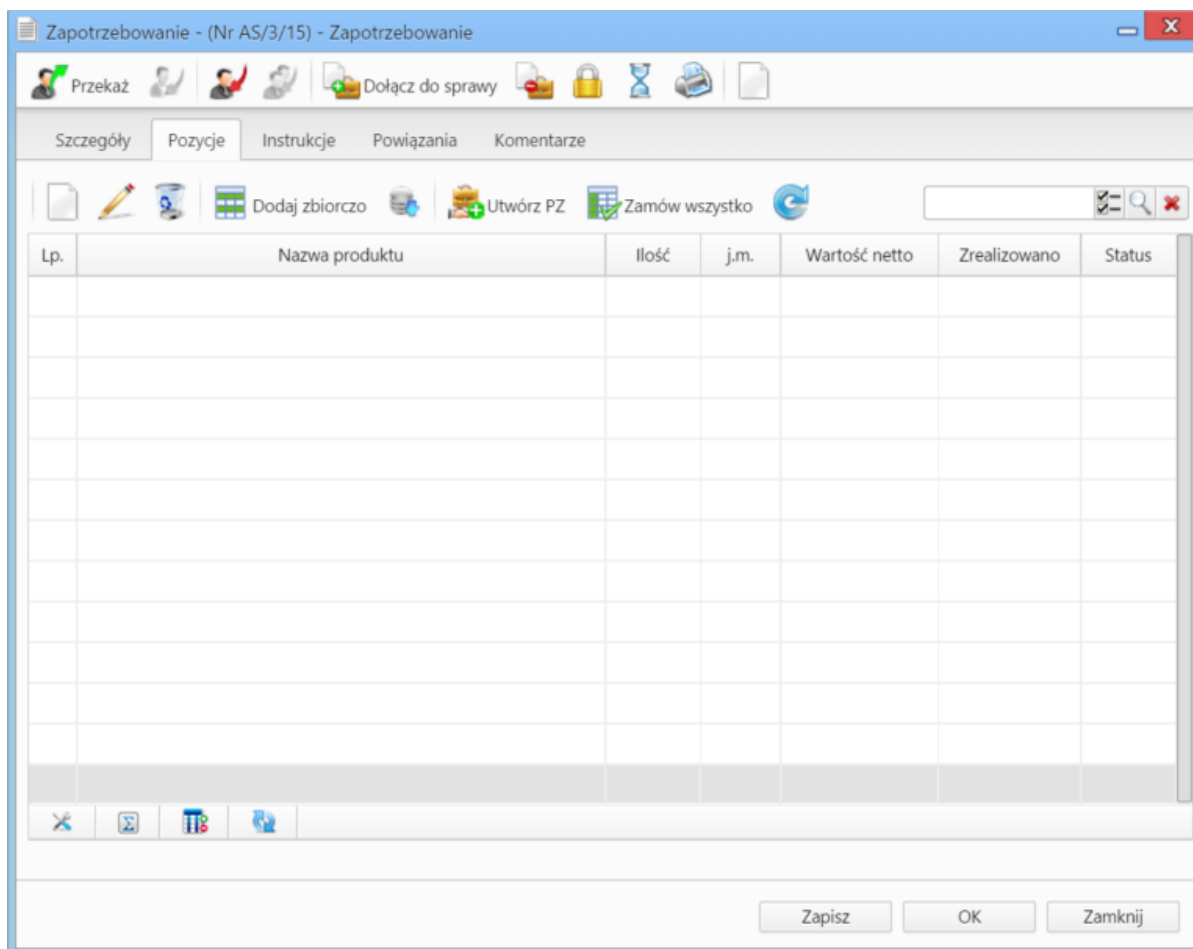 Zapotrzebowanie - (Nr AS/3/15) - Zapotrzebowanie
Przekaż Dołącz do sprawy
Szczegóły Pozycje Instrukcje Powiązania Komentarze
Dodaj zbiorczo Utwórz PZ Zamów wszystko
Lp. Nazwa produktu Ilość j.m. Wartość netto Zrealizowano Status
Zapisz OK Zamknij